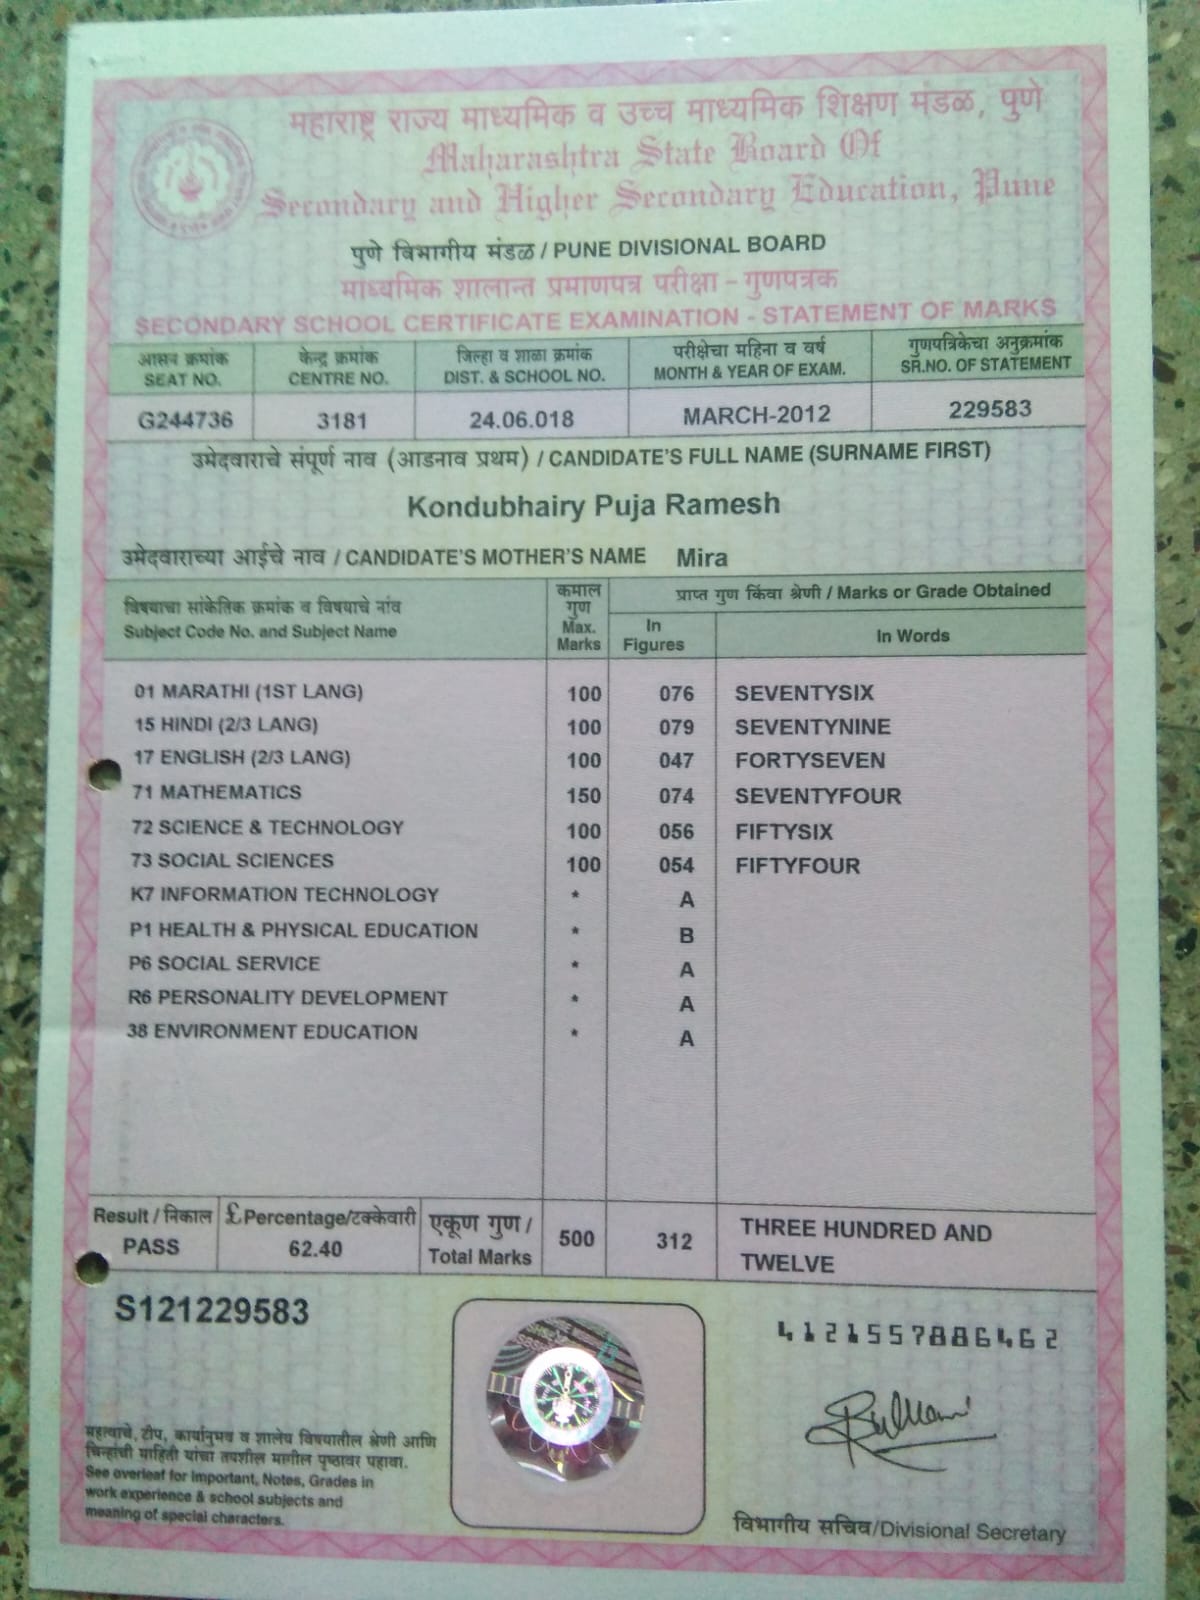 महाराष्ट्र राज्य माध्यमिक व उच्च माध्यमिक शिक्षण मंडळ, पुणे
Maharashtra State Board Of
Secondary and Higher Secondary Education, Pune
पुणे विभागीय मंडळ / PUNE DIVISIONAL BOARD
माध्यमिक शालान्त प्रमाणपत्र परीक्षा - गुणपत्रक
SECONDARY SCHOOL CERTIFICATE EXAMINATION - STATEMENT OF MARKS
आसन क्रमांक केन्द्र क्रमांक जिल्हा व शाळा क्रमांक परीक्षेचा महिना व वर्ष गुणपत्रिकेचा अनुक्रमांक
SEAT NO. CENTRE NO. DIST. & SCHOOL NO. MONTH & YEAR OF EXAM. SR.NO. OF STATEMENT
G244736 3181 24.06.018 MARCH-2012 229583
उमेदवाराचे संपूर्ण नाव (आडनाव प्रथम) / CANDIDATE'S FULL NAME (SURNAME FIRST)
Kondubhairy Puja Ramesh
उमेदवाराच्या आईचे नाव / CANDIDATE'S MOTHER'S NAME Mira
विषयाचा सांकेतिक क्रमांक व विषयाचे नांव
Subject Code No. and Subject Name
कमाल
गुण
Max.
Marks
प्राप्त गुण किंवा श्रेणी / Marks or Grade Obtained
In
Figures
In Words
01 MARATHI (1ST LANG) 100 076 SEVENTYSIX
15 HINDI (2/3 LANG) 100 079 SEVENTYNINE
17 ENGLISH (2/3 LANG) 100 047 FORTYSEVEN
71 MATHEMATICS 150 074 SEVENTYFOUR
72 SCIENCE & TECHNOLOGY 100 056 FIFTYSIX
73 SOCIAL SCIENCES 100 054 FIFTYFOUR
K7 INFORMATION TECHNOLOGY * A
P1 HEALTH & PHYSICAL EDUCATION * B
P6 SOCIAL SERVICE * A
R6 PERSONALITY DEVELOPMENT * A
38 ENVIRONMENT EDUCATION * A
Result / निकाल £ Percentage/टक्केवारी एकूण गुण /
PASS 62.40 Total Marks 500 312 THREE HUNDRED AND
TWELVE
S121229583
4121557886462
महत्वाचे, टीप, कार्यानुभव व शालेय विषयातील श्रेणी आणि
चिन्हांची माहिती यांचा तपशील मागील पृष्ठावर पहावा.
See overleaf for important, Notes, Grades in
work experience & school subjects and
meaning of special characters.
विभागीय सचिव/Divisional Secretary